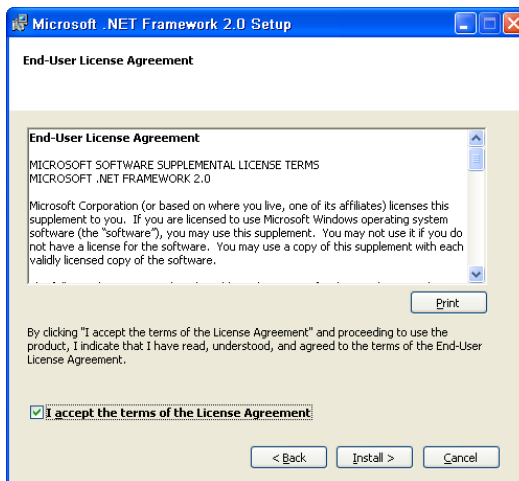 Microsoft .NET Framework 2.0 Setup
End-User License Agreement
End-User License Agreement
MICROSOFT SOFTWARE SUPPLEMENTAL LICENSE TERMS
MICROSOFT .NET FRAMEWORK 2.0
Microsoft Corporation (or based on where you live, one of its affiliates) licenses this
supplement to you.  If you are licensed to use Microsoft Windows operating system
software (the "software"), you may use this supplement.  You may not use it if you do
not have a license for the software.  You may use a copy of this supplement with each
validly licensed copy of the software.
Print
By clicking "I accept the terms of the License Agreement" and proceeding to use the
product, I indicate that I have read, understood, and agreed to the terms of the End-User
License Agreement.
I accept the terms of the License Agreement
< Back Install > Cancel